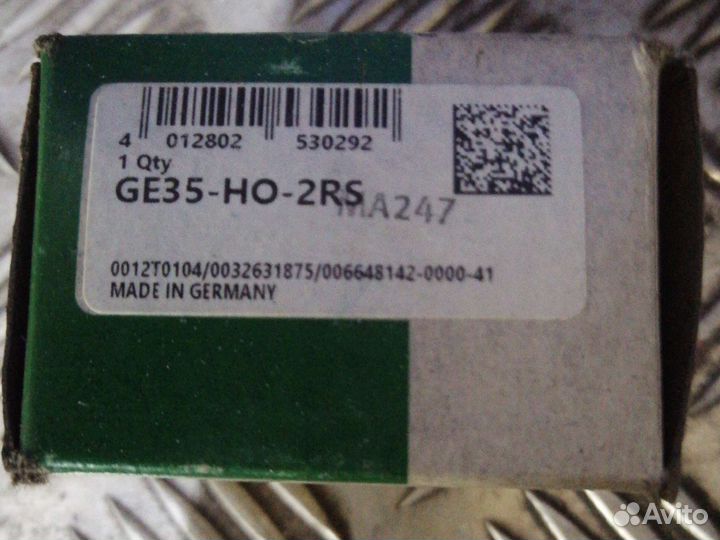 4 012802 530292
1 Qty
GE35-HO-2RS
MA247
0012T0104/0032631875/006648142-0000-41
MADE IN GERMANY
Avito